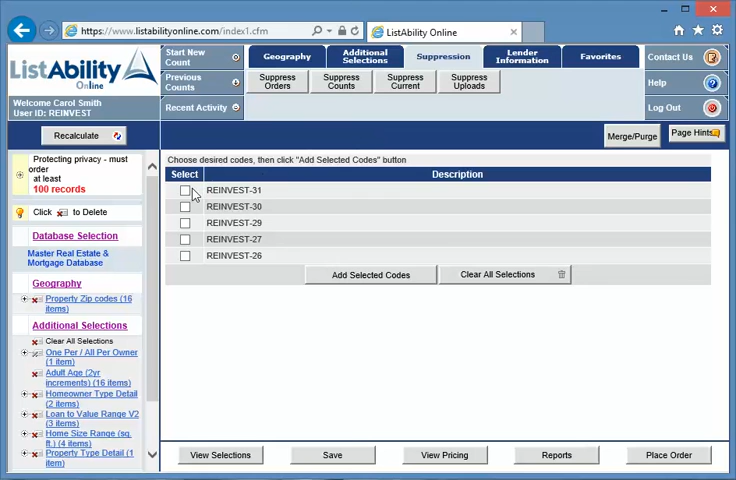 https://www.listabilityonline.com/index1.cfm
ListAbility Online
ListAbility
Online
Welcome Carol Smith
User ID: REINVEST
Start New
Count
Previous
Counts
Recent Activity
Geography
Additional
Selections
Suppression
Lender
Information
Favorites
Suppress
Orders
Suppress
Counts
Suppress
Current
Suppress
Uploads
Contact Us
Help
Log Out
Recalculate
Merge/Purge
Page Hints
Protecting privacy - must
order
at least
100 records
Click to Delete
Database Selection
Master Real Estate &
Mortgage Database
Geography
Property Zip codes (16
items)
Additional Selections
Clear All Selections
One Per / All Per Owner
(1 item)
Adult Age (2yr
increments) (16 items)
Homeowner Type Detail
(2 items)
Loan to Value Range V2
(3 items)
Home Size Range (sq.
ft.) (4 items)
Property Type Detail (1
item)
Choose desired codes, then click "Add Selected Codes" button
Select Description
REINVEST-31
REINVEST-30
REINVEST-29
REINVEST-27
REINVEST-26
Add Selected Codes
Clear All Selections
View Selections
Save
View Pricing
Reports
Place Order